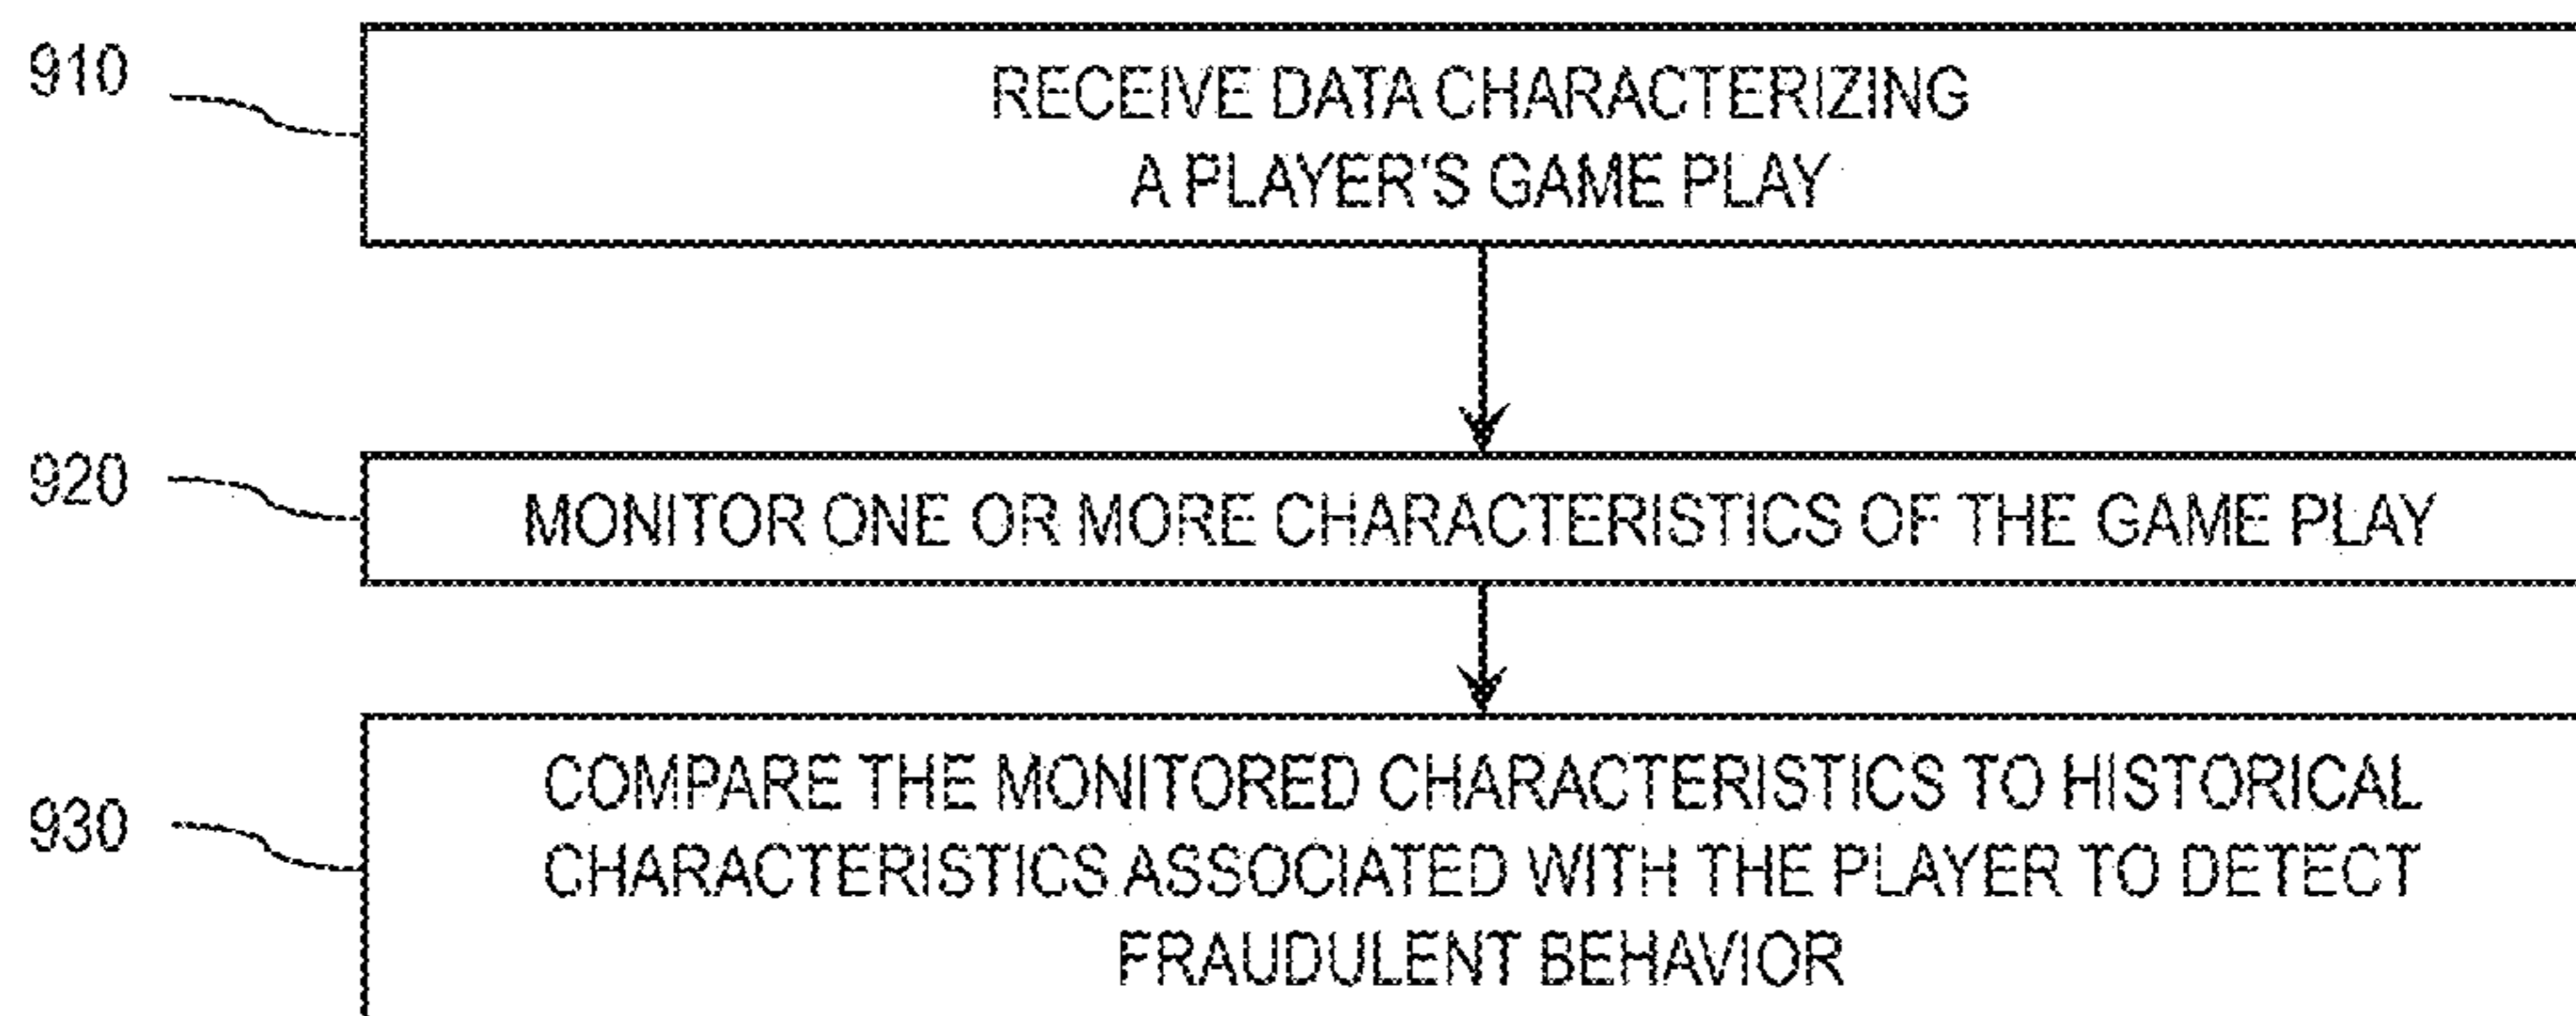 910
RECEIVE DATA CHARACTERIZING
A PLAYER'S GAME PLAY
920
MONITOR ONE OR MORE CHARACTERISTICS OF THE GAME PLAY
930
COMPARE THE MONITORED CHARACTERISTICS TO HISTORICAL
CHARACTERISTICS ASSOCIATED WITH THE PLAYER TO DETECT
FRAUDULENT BEHAVIOR